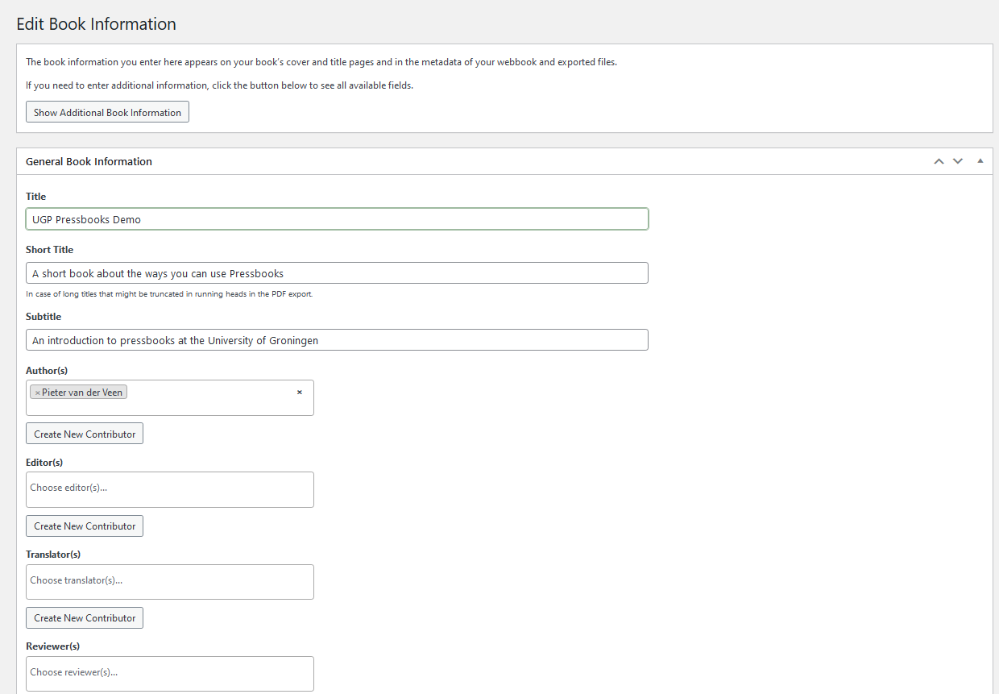 Edit Book Information
The book information you enter here appears on your book's cover and title pages and in the metadata of your webbook and exported files.
If you need to enter additional information, click the button below to see all available fields.
Show Additional Book Information
General Book Information
Title
UGP Pressbooks Demo
Short Title
A short book about the ways you can use Pressbooks
In case of long titles that might be truncated in running heads in the PDF export.
Subtitle
An introduction to pressbooks at the University of Groningen
Author(s)
× Pieter van der Veen ×
Create New Contributor
Editor(s)
Choose editor(s)...
Create New Contributor
Translator(s)
Choose translator(s)...
Create New Contributor
Reviewer(s)
Choose reviewer(s)...